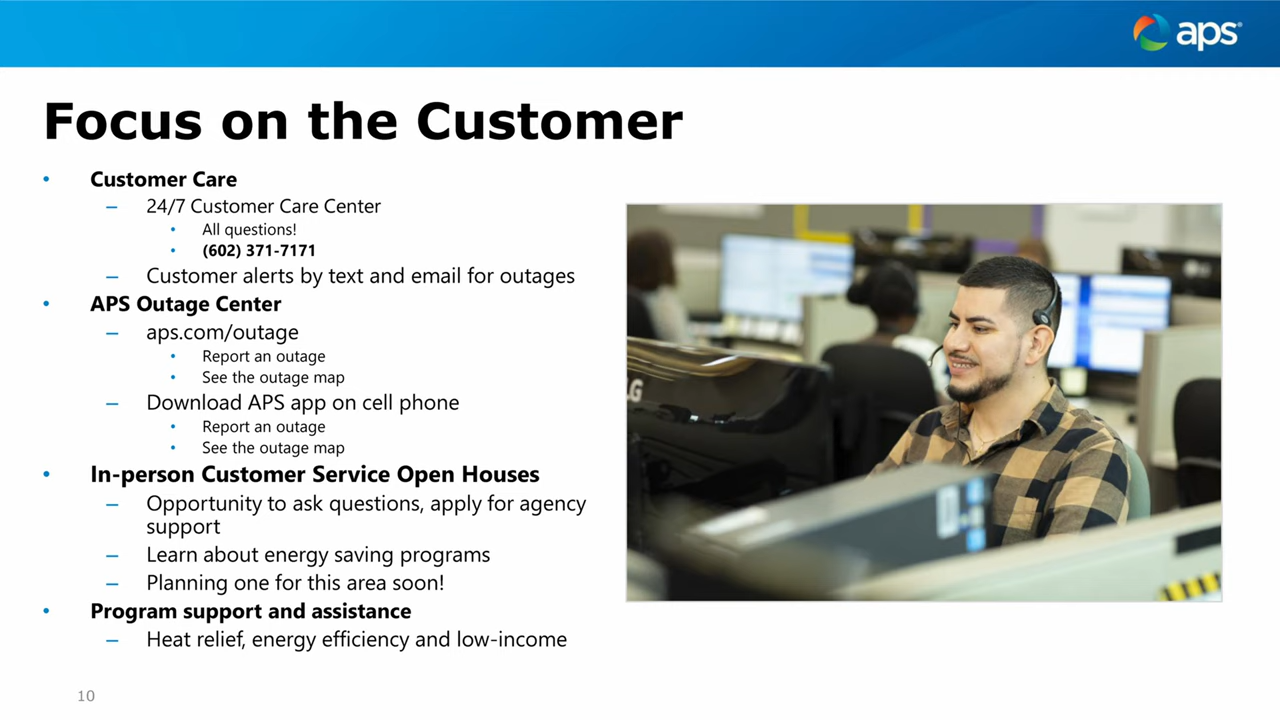 aps
Focus on the Customer
• Customer Care
– 24/7 Customer Care Center
• All questions!
• (602) 371-7171
– Customer alerts by text and email for outages
• APS Outage Center
– aps.com/outage
• Report an outage
• See the outage map
– Download APS app on cell phone
• Report an outage
• See the outage map
• In-person Customer Service Open Houses
– Opportunity to ask questions, apply for agency
support
– Learn about energy saving programs
– Planning one for this area soon!
• Program support and assistance
– Heat relief, energy efficiency and low-income
LG
10